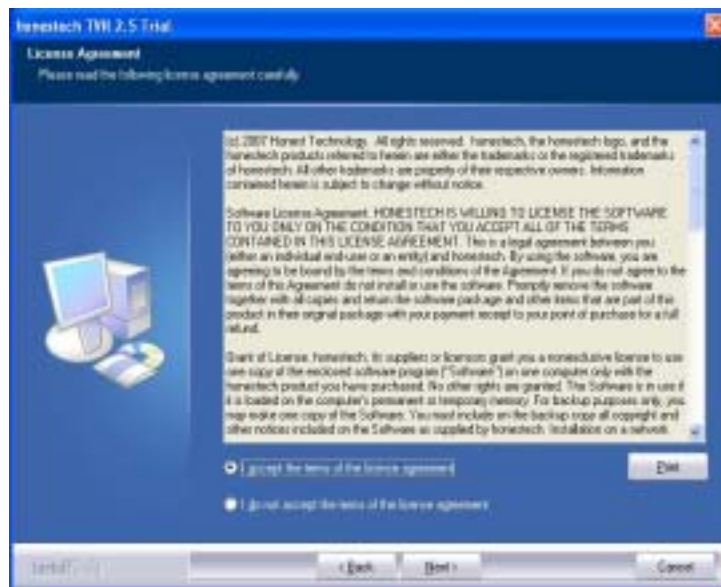 honestech TVR 2.5 Trial
License Agreement
Please read the following license agreement carefully.
(c) 2007 Honest Technology. All rights reserved. honestech, the honestech logo, and the
honestech products referred to herein are either the trademarks or the registered trademarks
of honestech. All other trademarks are property of their respective owners. Information
contained herein is subject to change without notice.
Software License Agreement. HONESTECH IS WILLING TO LICENSE THE SOFTWARE
TO YOU ONLY ON THE CONDITION THAT YOU ACCEPT ALL OF THE TERMS
CONTAINED IN THIS LICENSE AGREEMENT. This is a legal agreement between you
(either an individual end-user or an entity) and honestech. By using the software, you are
agreeing to be bound by the terms and conditions of the Agreement. If you do not agree to the
terms of this Agreement do not install or use the software. Promptly remove the software
together with all copies and return the software package and other items that are part of this
product in their original package with your payment receipt to your point of purchase for a full
refund.
Grant of License. honestech, its suppliers or licensors grant you a nonexclusive license to use
one copy of the enclosed software program ("Software") on one computer only with the
honestech product you have purchased. No other rights are granted. The Software is in use if
it is loaded on the computer's permanent or temporary memory. For backup purposes only, you
may make one copy of the Software. You must include on the backup copy all copyright and
other notices included on the Software as supplied by honestech. Installation on a network
I accept the terms of the license agreement
Print
I do not accept the terms of the license agreement
< Back
Next >
Cancel